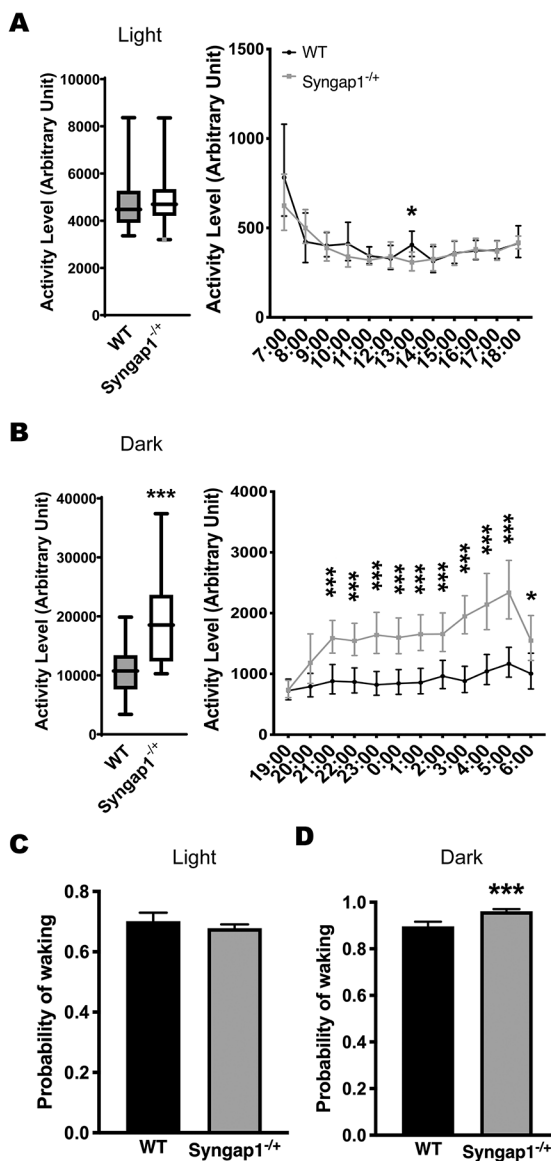 A
Light
Activity Level (Arbitrary Unit)
10000
8000
6000
4000
2000
0
WT
Syngap1-/+
Activity Level (Arbitrary Unit)
1500
1000
500
0
WT
Syngap1-/+
*
7:00
8:00
9:00
10:00
11:00
12:00
13:00
14:00
15:00
16:00
17:00
18:00
B
Dark
Activity Level (Arbitrary Unit)
40000
30000
20000
10000
0
***
WT
Syngap1-/+
Activity Level (Arbitrary Unit)
4000
3000
2000
1000
0
*** *** *** *** *** *** *** *** *** *
19:00
20:00
21:00
22:00
23:00
0:00
1:00
2:00
3:00
4:00
5:00
6:00
C
Light
Probability of waking
0.8
0.6
0.4
0.2
0.0
WT
Syngap1-/+
D
Dark
Probability of waking
1.0
0.8
0.6
0.4
0.2
0.0
***
WT
Syngap1-/+